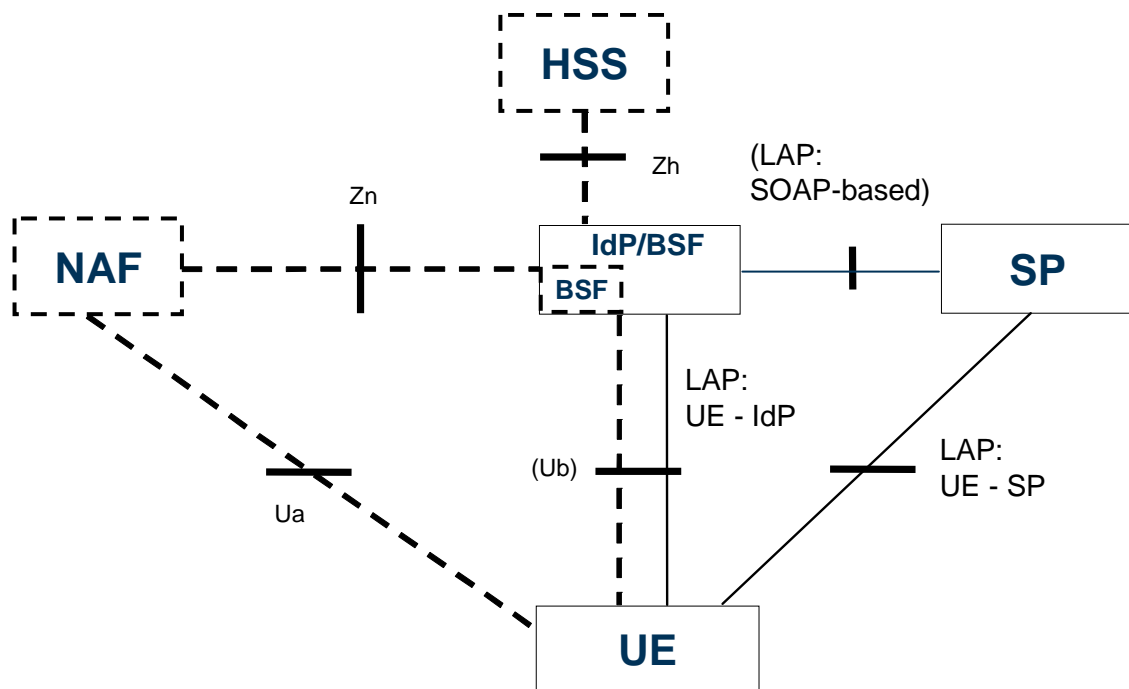 HSS
(LAP:
SOAP-based)
Zh
Zn
NAF
IdP/BSF
BSF
SP
LAP:
UE - IdP
(Ub)
LAP:
UE - SP
Ua
UE